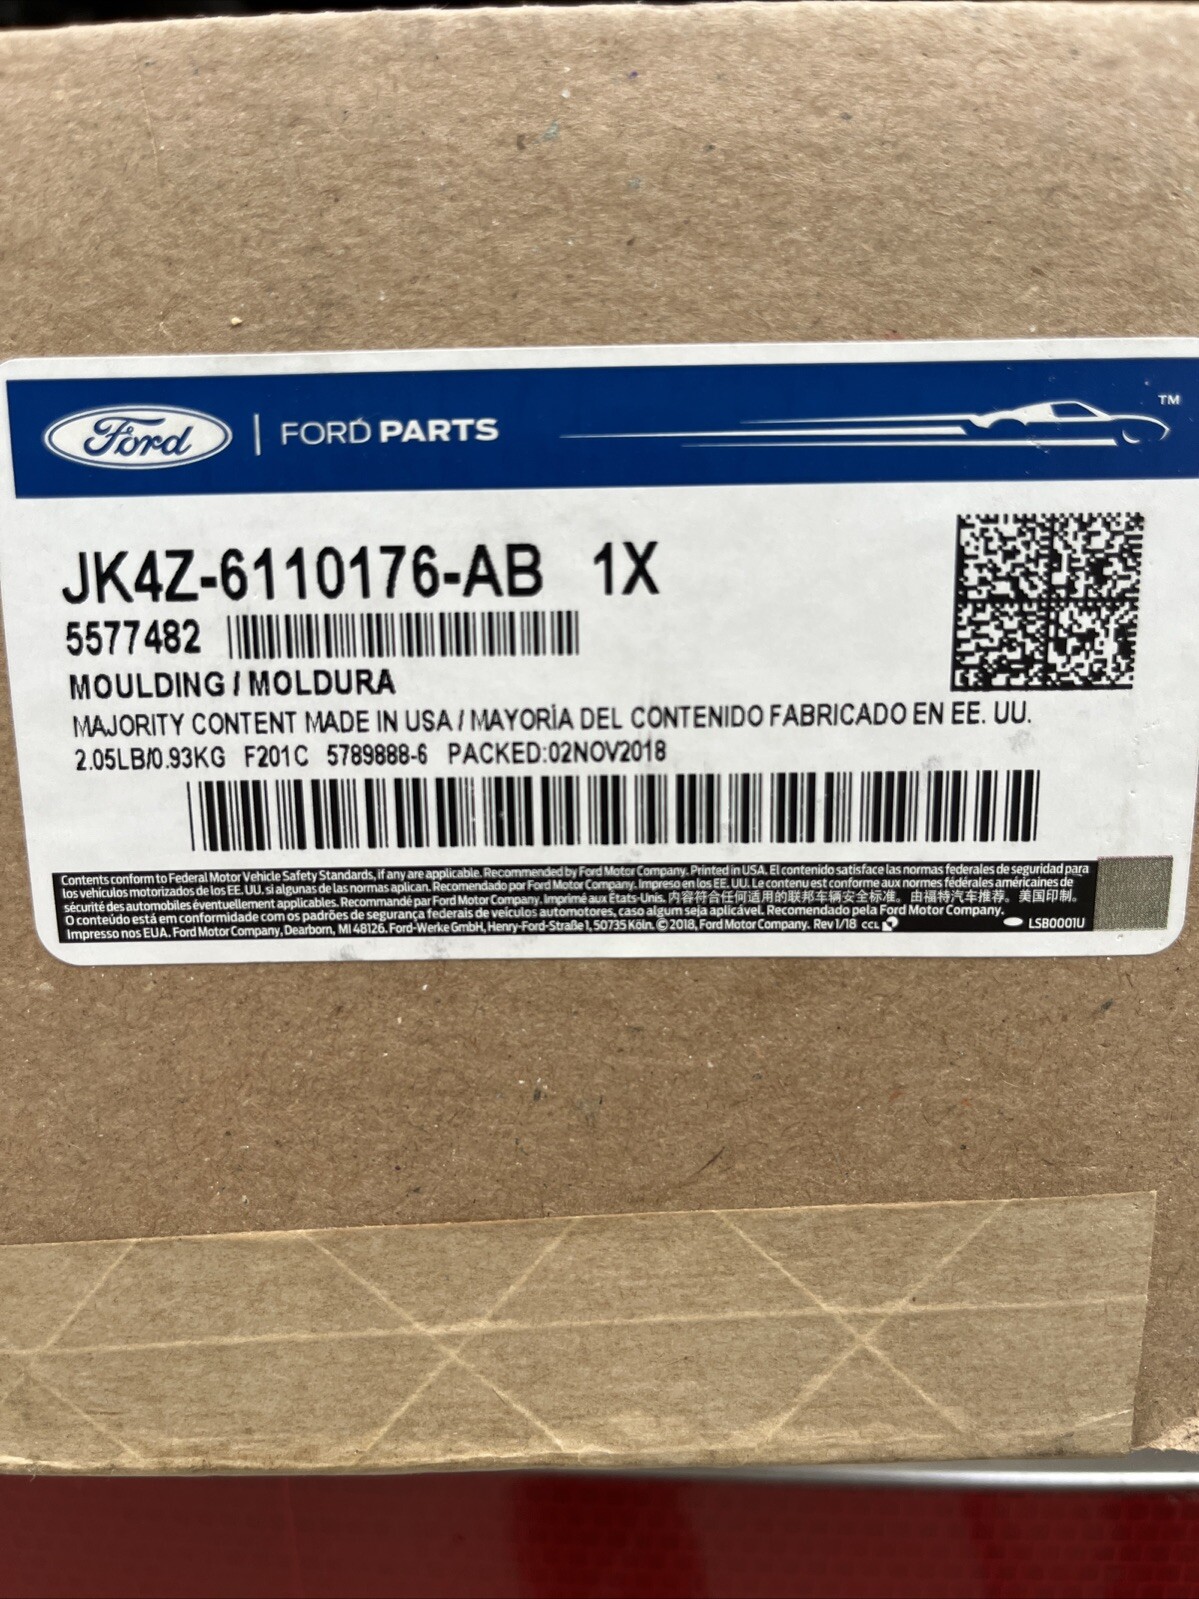 Ford | FORD PARTS ™
JK4Z-6110176-AB 1X
5577482
MOULDING / MOLDURA
MAJORITY CONTENT MADE IN USA / MAYORÍA DEL CONTENIDO FABRICADO EN EE. UU.
2.05LB/0.93KG F201C 5789888-6 PACKED:02NOV2018
Contents conform to Federal Motor Vehicle Safety Standards, if any are applicable. Recommended by Ford Motor Company. Printed in USA. El contenido satisface las normas federales de seguridad para
los vehículos motorizados de los EE. UU. si algunas de las normas aplican. Recomendado por Ford Motor Company. Impreso en los EE. UU. Le contenu est conforme aux normes fédérales américaines de
sécurité des automobiles éventuellement applicables. Recommandé par Ford Motor Company. Imprimé aux États-Unis. 内容符合任何适用的联邦车辆安全标准。由福特汽车推荐。美国印制。
O conteúdo está em conformidade com os padrões de segurança federais de veículos automotores, caso algum seja aplicável. Recomendado pela Ford Motor Company.
Impresso nos EUA. Ford Motor Company, Dearborn, MI 48126. Ford-Werke GmbH, Henry-Ford-Straße 1, 50735 Köln. © 2018, Ford Motor Company. Rev 1/18 CCL LSB0001U